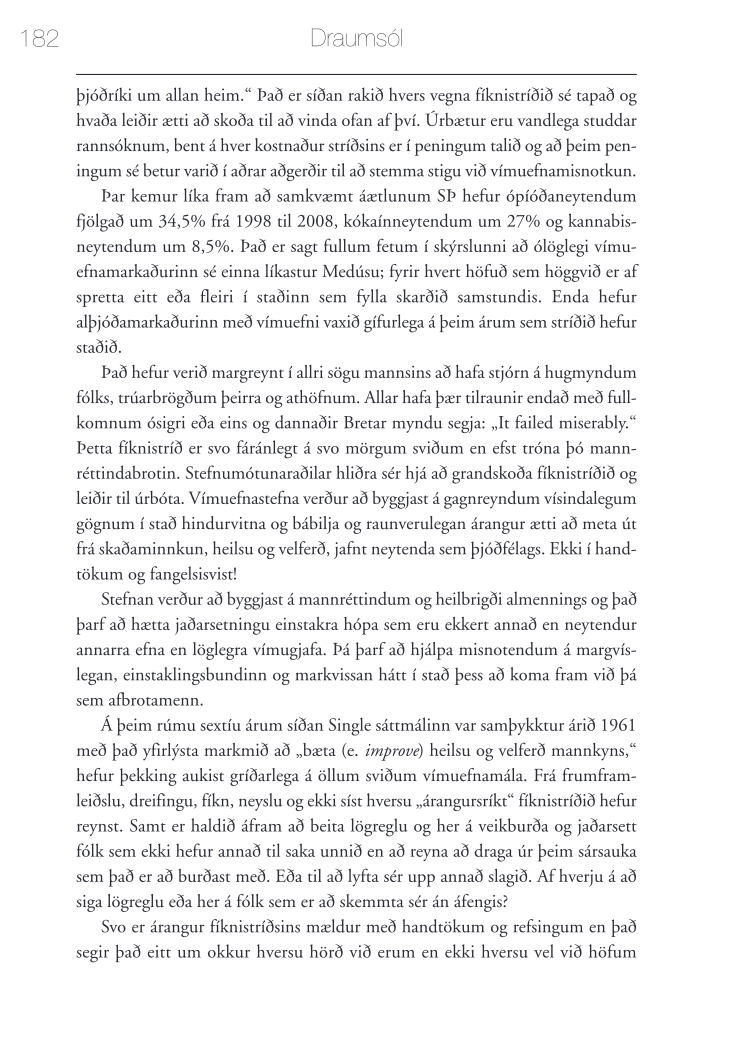 182
Draumsól
þjóðríki um allan heim.“ Það er síðan rakið hvers vegna fíknistríðið sé tapað og
hvaða leiðir ætti að skoða til að vinda ofan af því. Úrbætur eru vandlega studdar
rannsóknum, bent á hver kostnaður stríðsins er í peningum talið og að þeim pen-
ingum sé betur varið í aðrar aðgerðir til að stemma stigu við vímuefnamisnotkun.
Þar kemur líka fram að samkvæmt áætlunum SÞ hefur ópíóðaneytendum
fjölgað um 34,5% frá 1998 til 2008, kókaínneytendum um 27% og kannabis-
neytendum um 8,5%. Það er sagt fullum fetum í skýrslunni að ólöglegi vímu-
efnamarkaðurinn sé einna líkastur Medúsu; fyrir hvert höfuð sem höggvið er af
spretta eitt eða fleiri í staðinn sem fylla skarðið samstundis. Enda hefur
alþjóðamarkaðurinn með vímuefni vaxið gífurlega á þeim árum sem stríðið hefur
staðið.
Það hefur verið margreynt í allri sögu mannsins að hafa stjórn á hugmyndum
fólks, trúarbrögðum þeirra og athöfnum. Allar hafa þær tilraunir endað með full-
komnum ósigri eða eins og dannaðir Bretar myndu segja: „It failed miserably.“
Þetta fíknistríð er svo fáránlegt á svo mörgum sviðum en efst tróna þó mann-
réttindabrotin. Stefnumótunaraðilar hliðra sér hjá að grandskoða fíknistríðið og
leiðir til úrbóta. Vímuefnastefna verður að byggjast á gagnreyndum vísindalegum
gögnum í stað hindurvitna og bábilja og raunverulegan árangur ætti að meta út
frá skaðaminnkun, heilsu og velferð, jafnt neytenda sem þjóðfélags. Ekki í hand-
tökum og fangelsisvist!
Stefnan verður að byggjast á mannréttindum og heilbrigði almennings og það
þarf að hætta jaðarsetningu einstakra hópa sem eru ekkert annað en neytendur
annarra efna en löglegra vímugjafa. Þá þarf að hjálpa misnotendum á margvís-
legan, einstaklingsbundinn og markvissan hátt í stað þess að koma fram við þá
sem afbrotamenn.
Á þeim rúmu sextíu árum síðan Single sáttmálinn var samþykktur árið 1961
með það yfirlýsta markmið að „bæta (e. improve) heilsu og velferð mannkyns,“
hefur þekking aukist gríðarlega á öllum sviðum vímuefnamála. Frá frumfram-
leiðslu, dreifingu, fíkn, neyslu og ekki síst hversu „árangursríkt“ fíknistríðið hefur
reynst. Samt er haldið áfram að beita lögreglu og her á veikburða og jaðarsett
fólk sem ekki hefur annað til saka unnið en að reyna að draga úr þeim sársauka
sem það er að burðast með. Eða til að lyfta sér upp annað slagið. Af hverju á að
siga lögreglu eða her á fólk sem er að skemmta sér án áfengis?
Svo er árangur fíknistríðsins mældur með handtökum og refsingum en það
segir það eitt um okkur hversu hörð við erum en ekki hversu vel við höfum